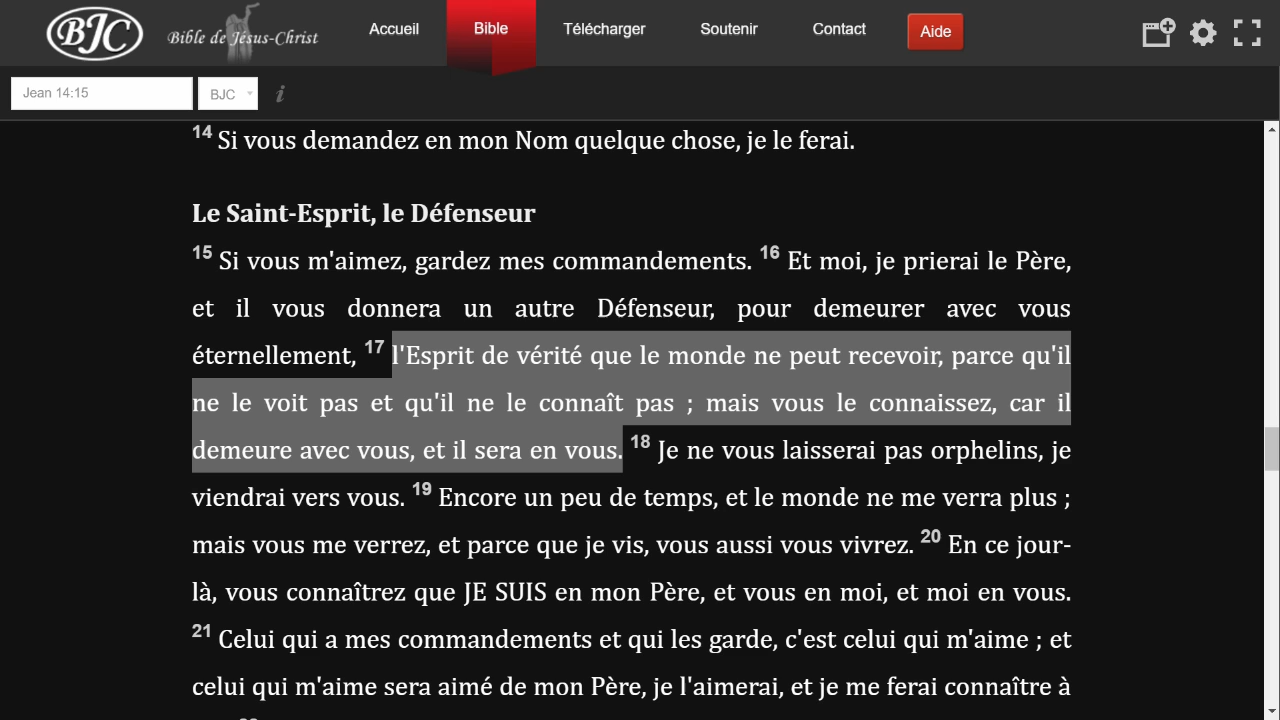 BJC
Bible de Jésus-Christ
Accueil
Bible
Télécharger
Soutenir
Contact
Aide
Jean 14:15
BJC
i
14 Si vous demandez en mon Nom quelque chose, je le ferai.
Le Saint-Esprit, le Défenseur
15 Si vous m'aimez, gardez mes commandements. 16 Et moi, je prierai le Père,
et il vous donnera un autre Défenseur, pour demeurer avec vous
éternellement, 17 l'Esprit de vérité que le monde ne peut recevoir, parce qu'il
ne le voit pas et qu'il ne le connaît pas ; mais vous le connaissez, car il
demeure avec vous, et il sera en vous. 18 Je ne vous laisserai pas orphelins, je
viendrai vers vous. 19 Encore un peu de temps, et le monde ne me verra plus ;
mais vous me verrez, et parce que je vis, vous aussi vous vivrez. 20 En ce jour-
là, vous connaîtrez que JE SUIS en mon Père, et vous en moi, et moi en vous.
21 Celui qui a mes commandements et qui les garde, c'est celui qui m'aime ; et
celui qui m'aime sera aimé de mon Père, je l'aimerai, et je me ferai connaître à